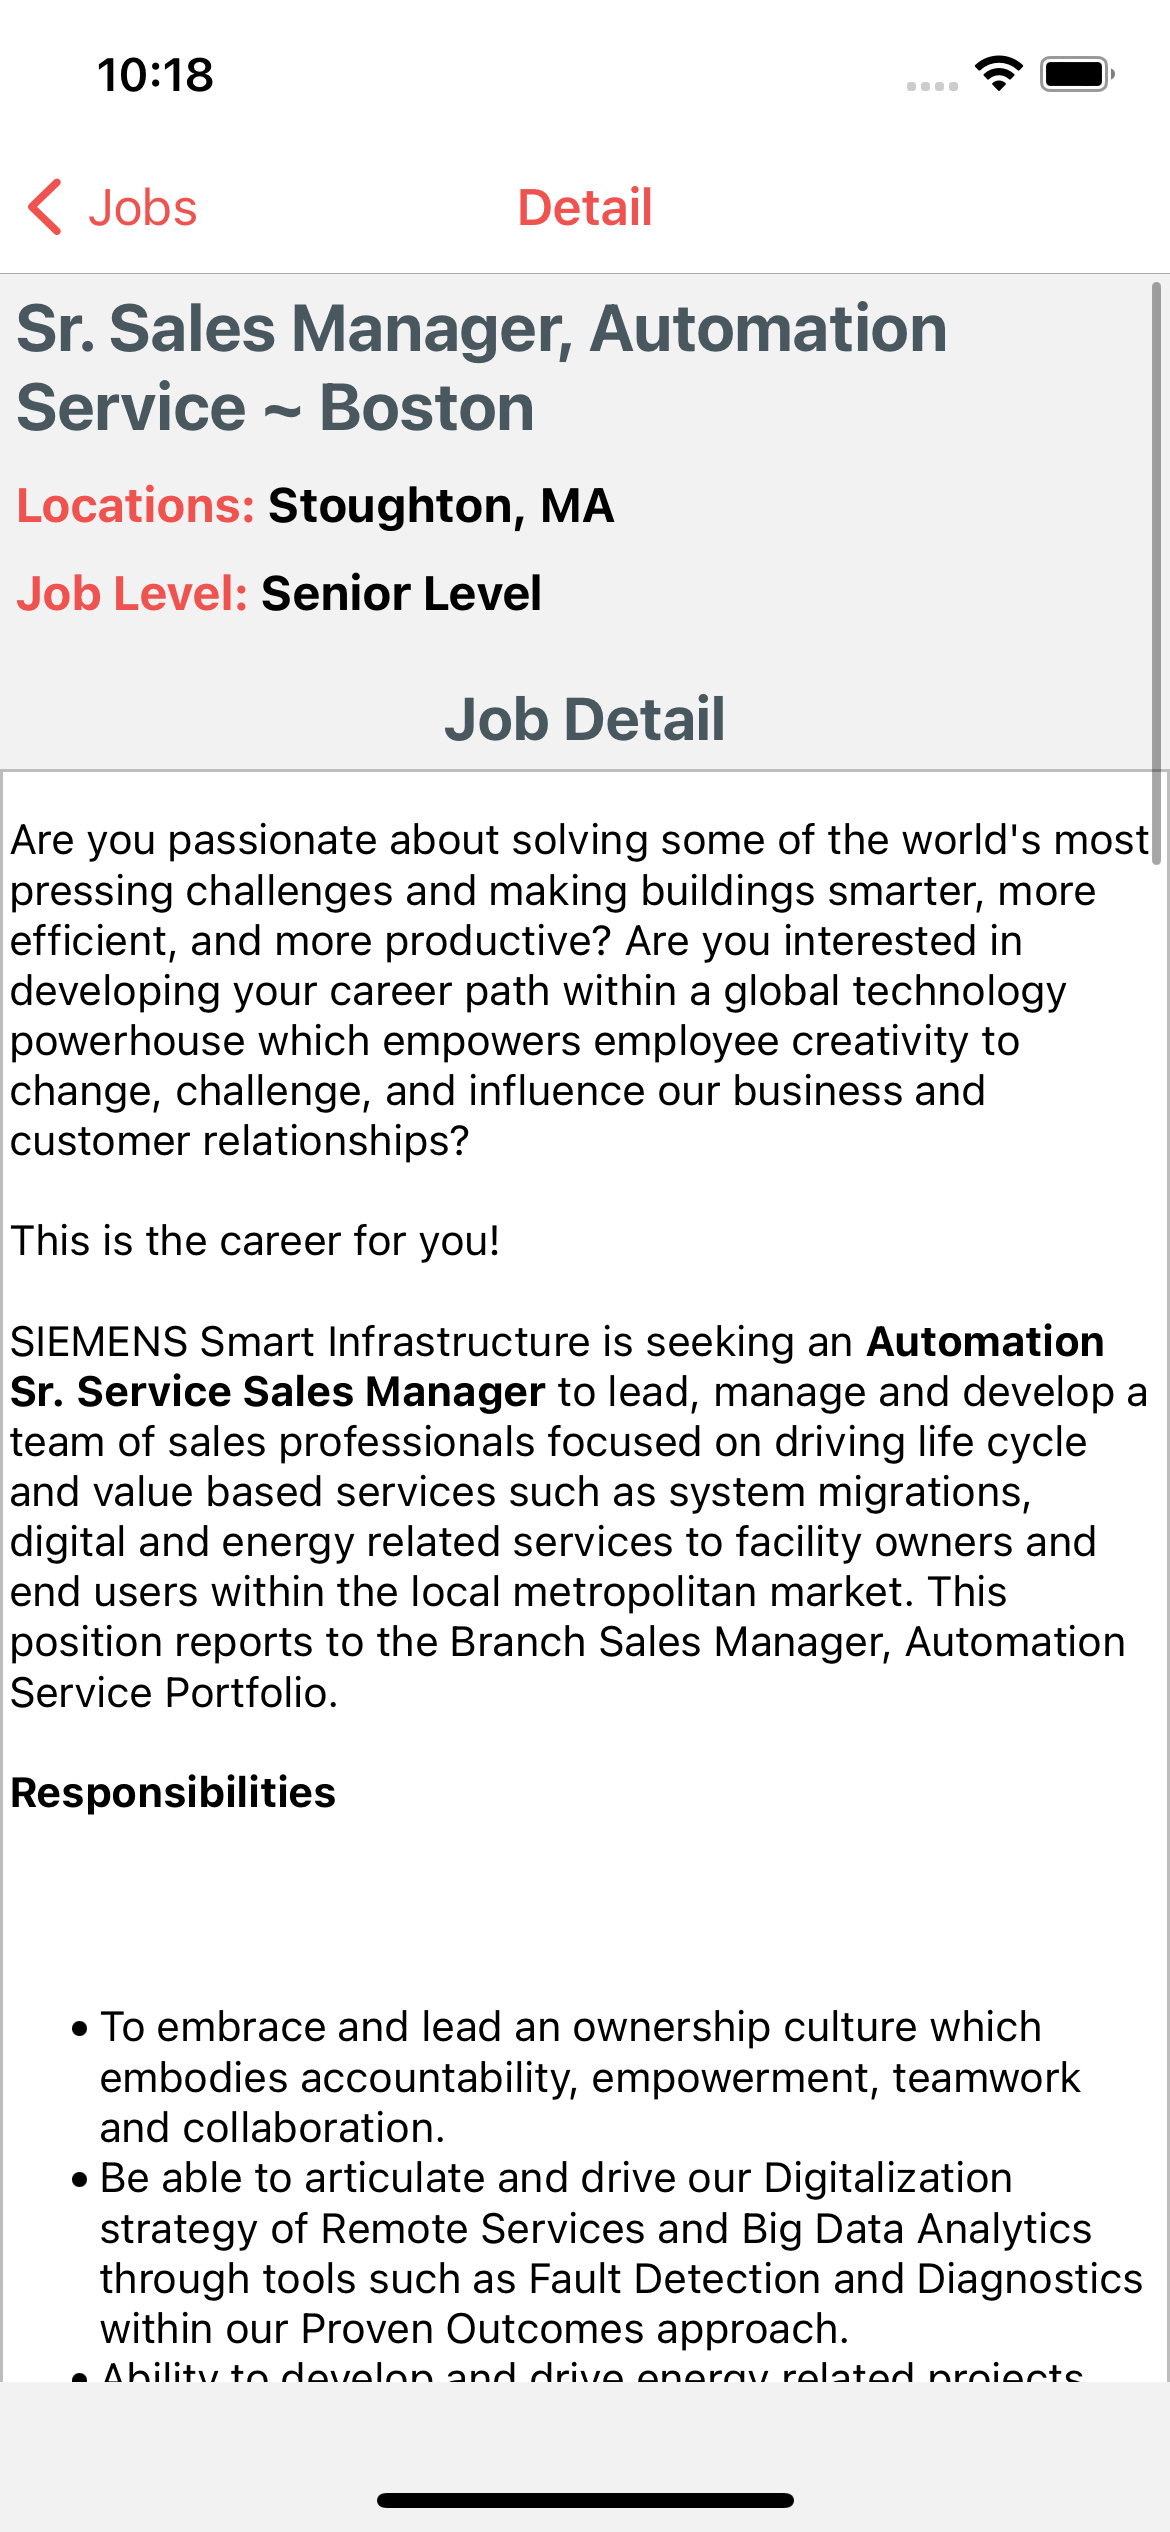 10:18
Jobs
Detail
Sr. Sales Manager, Automation
Service ~ Boston
Locations: Stoughton, MA
Job Level: Senior Level
Job Detail
Are you passionate about solving some of the world's most
pressing challenges and making buildings smarter, more
efficient, and more productive? Are you interested in
developing your career path within a global technology
powerhouse which empowers employee creativity to
change, challenge, and influence our business and
customer relationships?
This is the career for you!
SIEMENS Smart Infrastructure is seeking an Automation
Sr. Service Sales Manager to lead, manage and develop a
team of sales professionals focused on driving life cycle
and value based services such as system migrations,
digital and energy related services to facility owners and
end users within the local metropolitan market. This
position reports to the Branch Sales Manager, Automation
Service Portfolio.
Responsibilities
• To embrace and lead an ownership culture which
embodies accountability, empowerment, teamwork
and collaboration.
• Be able to articulate and drive our Digitalization
strategy of Remote Services and Big Data Analytics
through tools such as Fault Detection and Diagnostics
within our Proven Outcomes approach.
• Ability to develop and drive energy related projects